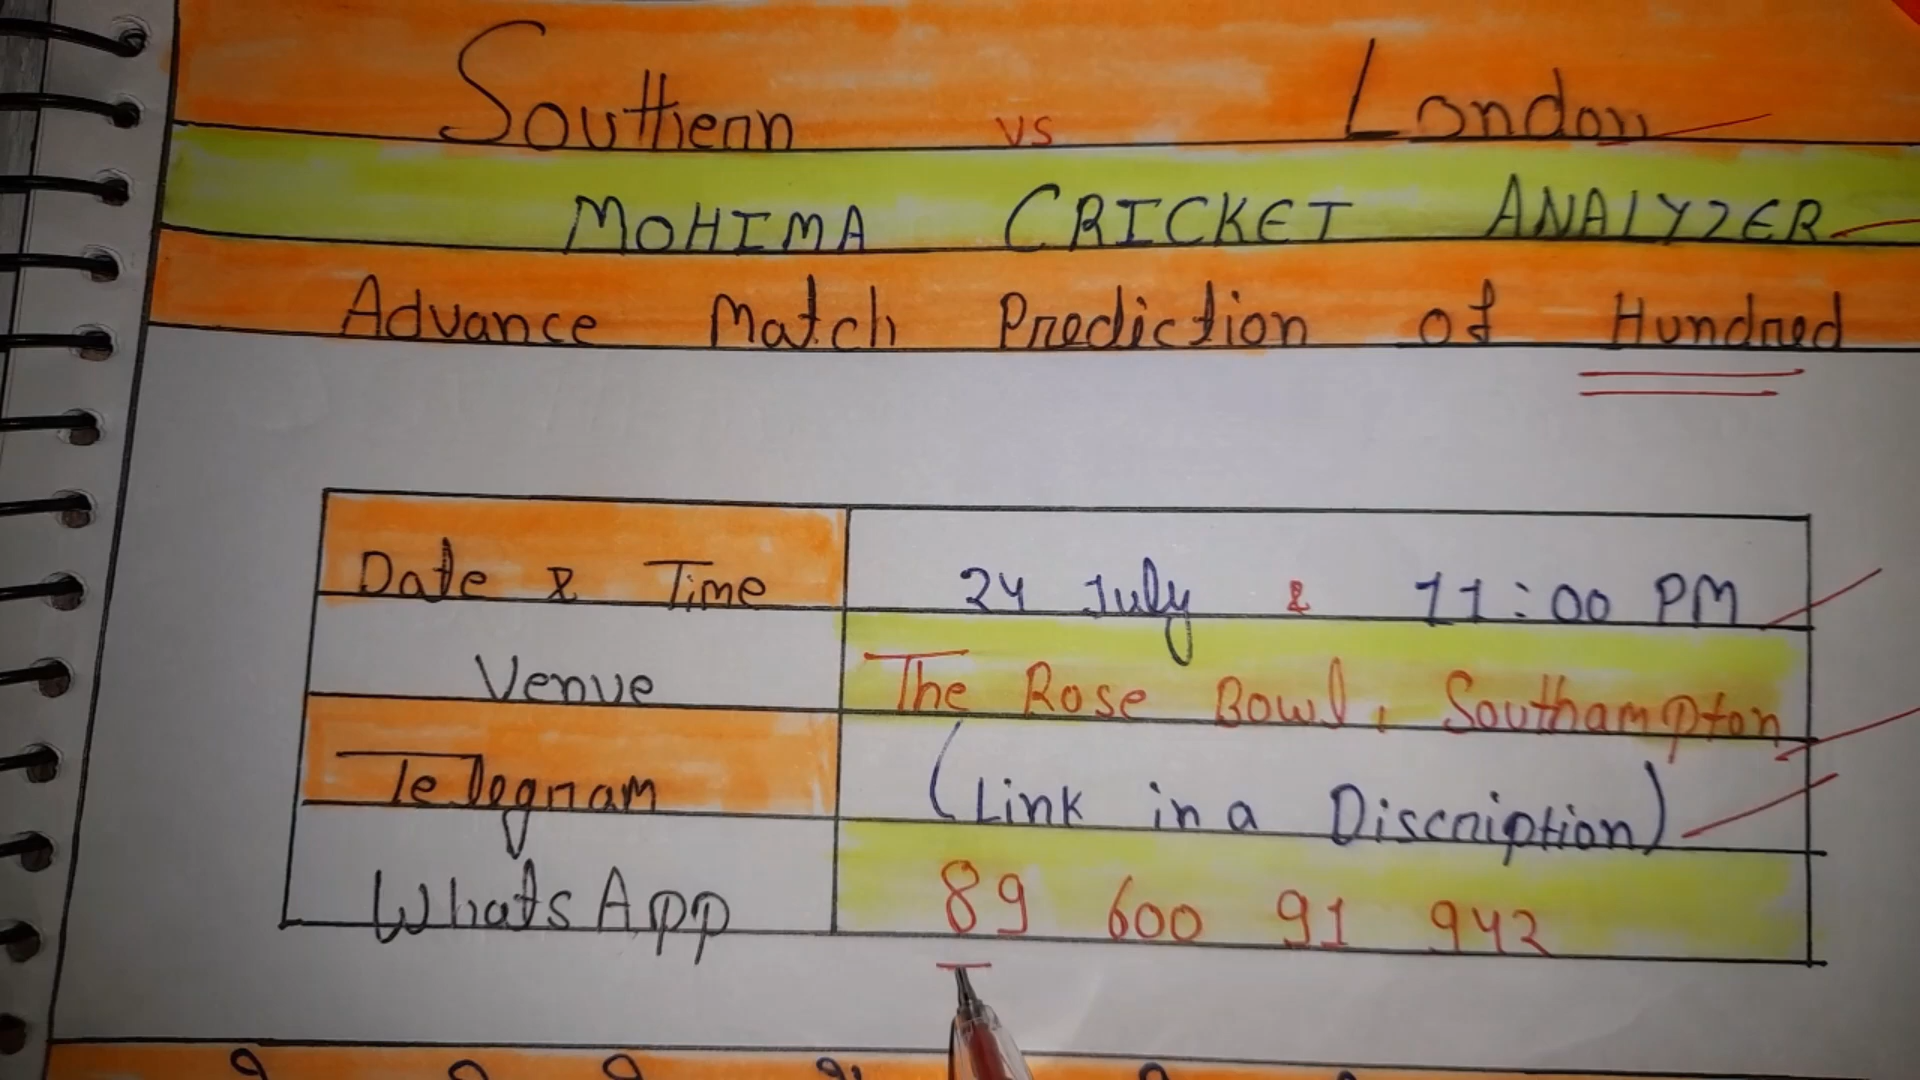 Southern vs London
MOHIMA CRICKET ANALYZER
Advance Match Prediction of Hundred
Date & Time 24 July & 11:00 PM
Venue The Rose Bowl, Southampton
Telegram (Link in a Discription)
WhatsApp 89 600 91 942